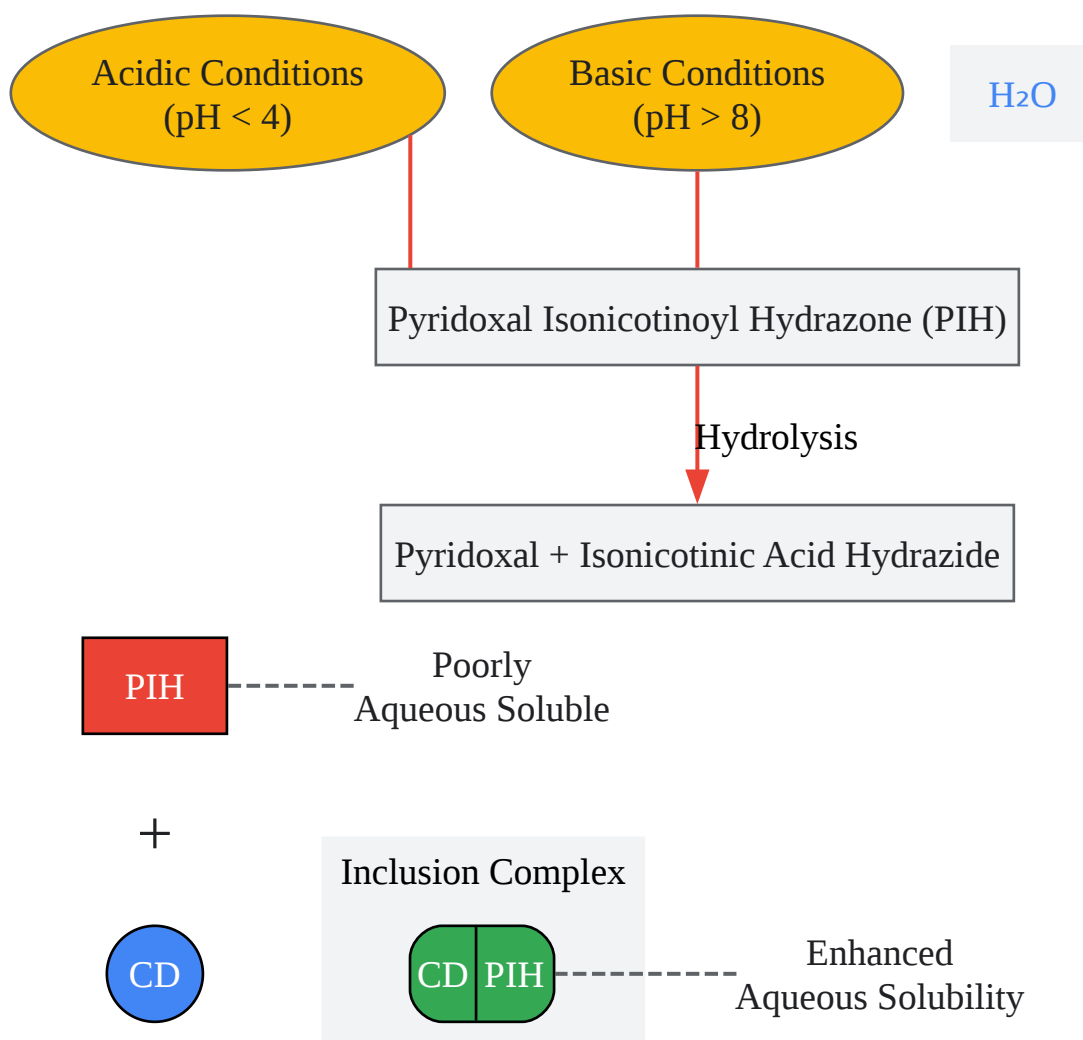 Acidic Conditions
(pH < 4)
Basic Conditions
(pH > 8)
H₂O
Pyridoxal Isonicotinoyl Hydrazone (PIH)
Hydrolysis
Pyridoxal + Isonicotinic Acid Hydrazide
PIH
Poorly
Aqueous Soluble
+
Inclusion Complex
CD
CD
PIH
Enhanced
Aqueous Solubility